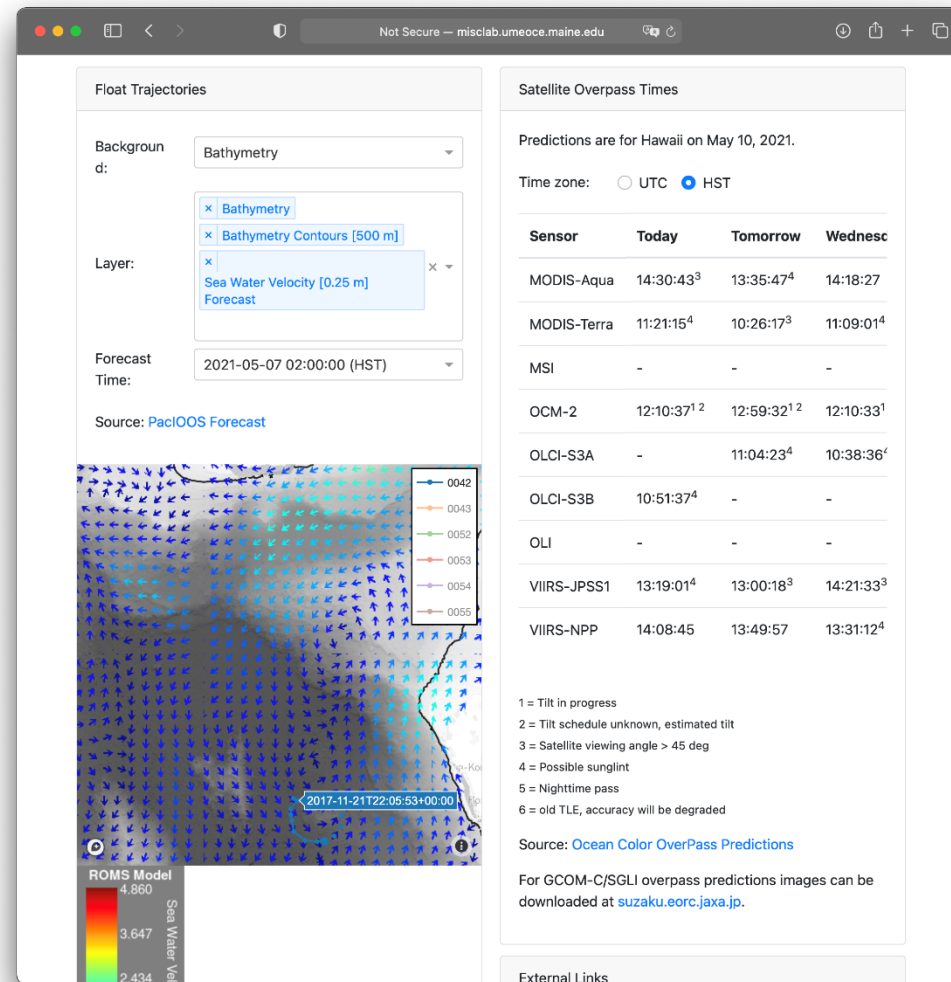 Not Secure — misclab.umeoce.maine.edu
Float Trajectories
Backgroun
d:
Bathymetry
Layer:
× Bathymetry
× Bathymetry Contours [500 m]
×
Sea Water Velocity [0.25 m]
Forecast
×
Forecast
Time:
2021-05-07 02:00:00 (HST)
Source: PacIOOS Forecast
0042
0043
0052
0053
0054
0055
2017-11-21T22:05:53+00:00
ROMS Model
4.860
3.647
2.434
Sea Water Vel
Satellite Overpass Times
Predictions are for Hawaii on May 10, 2021.
Time zone: UTC HST
Sensor Today Tomorrow Wednesd
MODIS-Aqua 14:30:43³ 13:35:47⁴ 14:18:27
MODIS-Terra 11:21:15⁴ 10:26:17³ 11:09:01⁴
MSI - - -
OCM-2 12:10:37¹ ² 12:59:32¹ ² 12:10:33¹
OLCI-S3A - 11:04:23⁴ 10:38:36⁴
OLCI-S3B 10:51:37⁴ - -
OLI - - -
VIIRS-JPSS1 13:19:01⁴ 13:00:18³ 14:21:33³
VIIRS-NPP 14:08:45 13:49:57 13:31:12⁴
1 = Tilt in progress
2 = Tilt schedule unknown, estimated tilt
3 = Satellite viewing angle > 45 deg
4 = Possible sunglint
5 = Nighttime pass
6 = old TLE, accuracy will be degraded
Source: Ocean Color OverPass Predictions
For GCOM-C/SGLI overpass predictions images can be
downloaded at suzaku.eorc.jaxa.jp.
External Links